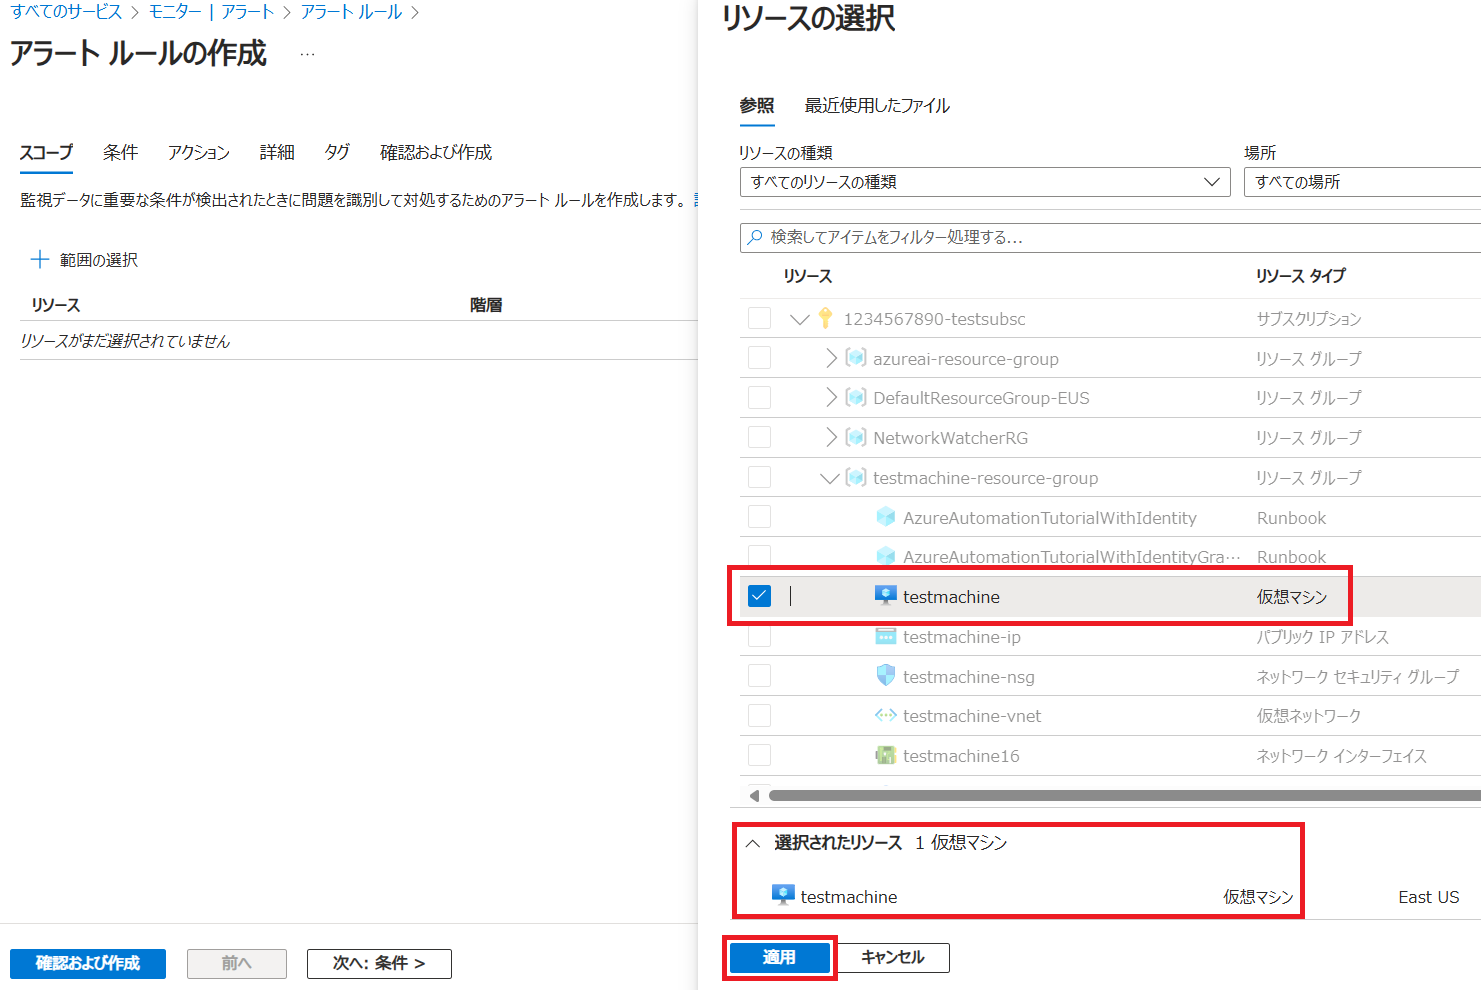 すべてのサービス > モニター | アラート > アラート ルール >
アラート ルールの作成 …
スコープ 条件 アクション 詳細 タグ 確認および作成
監視データに重要な条件が検出されたときに問題を識別して対処するためのアラート ルールを作成します。
＋ 範囲の選択
リソース 階層
リソースがまだ選択されていません
確認および作成 前へ 次へ: 条件 >
リソースの選択
参照 最近使用したファイル
リソースの種類 場所
すべてのリソースの種類 すべての場所
検索してアイテムをフィルター処理する...
リソース リソース タイプ
1234567890-testsubsc サブスクリプション
azureai-resource-group リソース グループ
DefaultResourceGroup-EUS リソース グループ
NetworkWatcherRG リソース グループ
testmachine-resource-group リソース グループ
AzureAutomationTutorialWithIdentity Runbook
AzureAutomationTutorialWithIdentityGra… Runbook
testmachine 仮想マシン
testmachine-ip パブリック IP アドレス
testmachine-nsg ネットワーク セキュリティ グループ
testmachine-vnet 仮想ネットワーク
testmachine16 ネットワーク インターフェイス
選択されたリソース 1 仮想マシン
testmachine 仮想マシン East US
適用 キャンセル